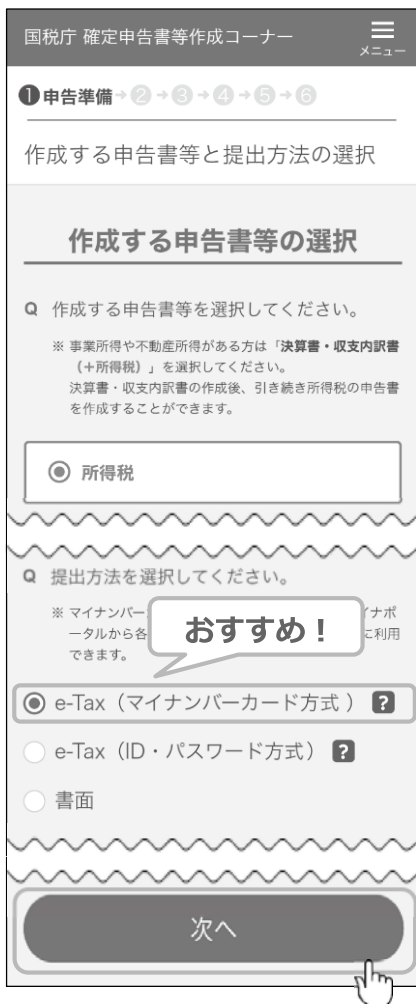 国税庁 確定申告書等作成コーナー
メニュー
❶申告準備→②→③→④→⑤→⑥
作成する申告書等と提出方法の選択
作成する申告書等の選択
Q 作成する申告書等を選択してください。
※ 事業所得や不動産所得がある方は「決算書・収支内訳書
（＋所得税）」を選択してください。
決算書・収支内訳書の作成後、引き続き所得税の申告書
を作成することができます。
所得税
Q 提出方法を選択してください。
※ マイナンバー
イナポ
ータルから各
に利用
できます。
おすすめ！
e-Tax（マイナンバーカード方式 ） ?
e-Tax（ID・パスワード方式） ?
書面
次へ